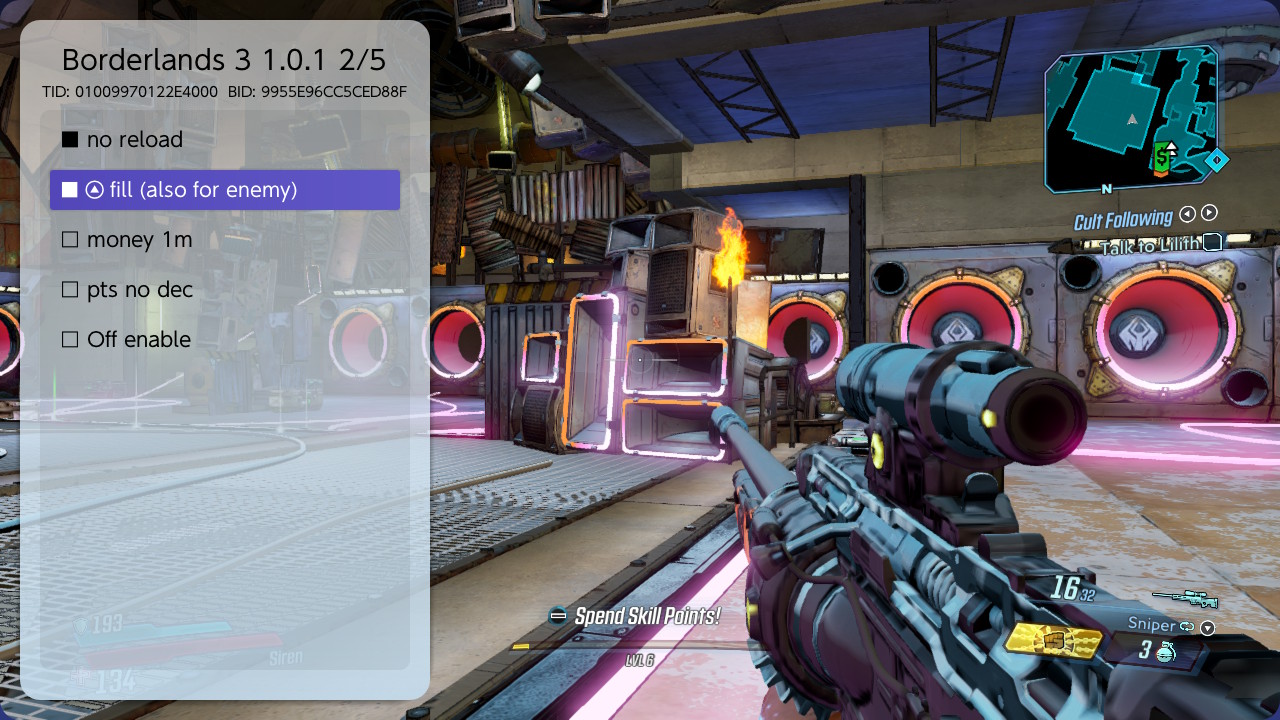 Borderlands 3 1.0.1 2/5
TID: 01009970122E4000 BID: 9955E96CC5CED88F
no reload
fill (also for enemy)
money 1m
pts no dec
Off enable
N
Cult Following
Talk to Lilith
Spend Skill Points!
LVL 6
193
Siren
134
16 32
Sniper
3